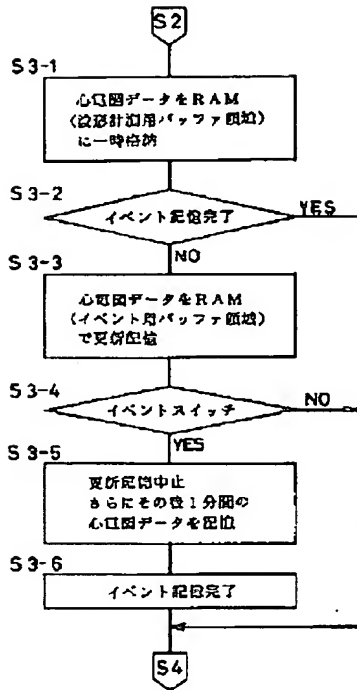 S2
S3-1
心電図データをRAM
(波形計測用バッファ領域)
に一時格納
S3-2
イベント記憶完了
YES
NO
S3-3
心電図データをRAM
(イベント用バッファ領域)
で更新記憶
S3-4
イベントスイッチ
NO
YES
S3-5
更新記憶中止
さらにその後1分間の
心電図データを記憶
S3-6
イベント記憶完了
S4